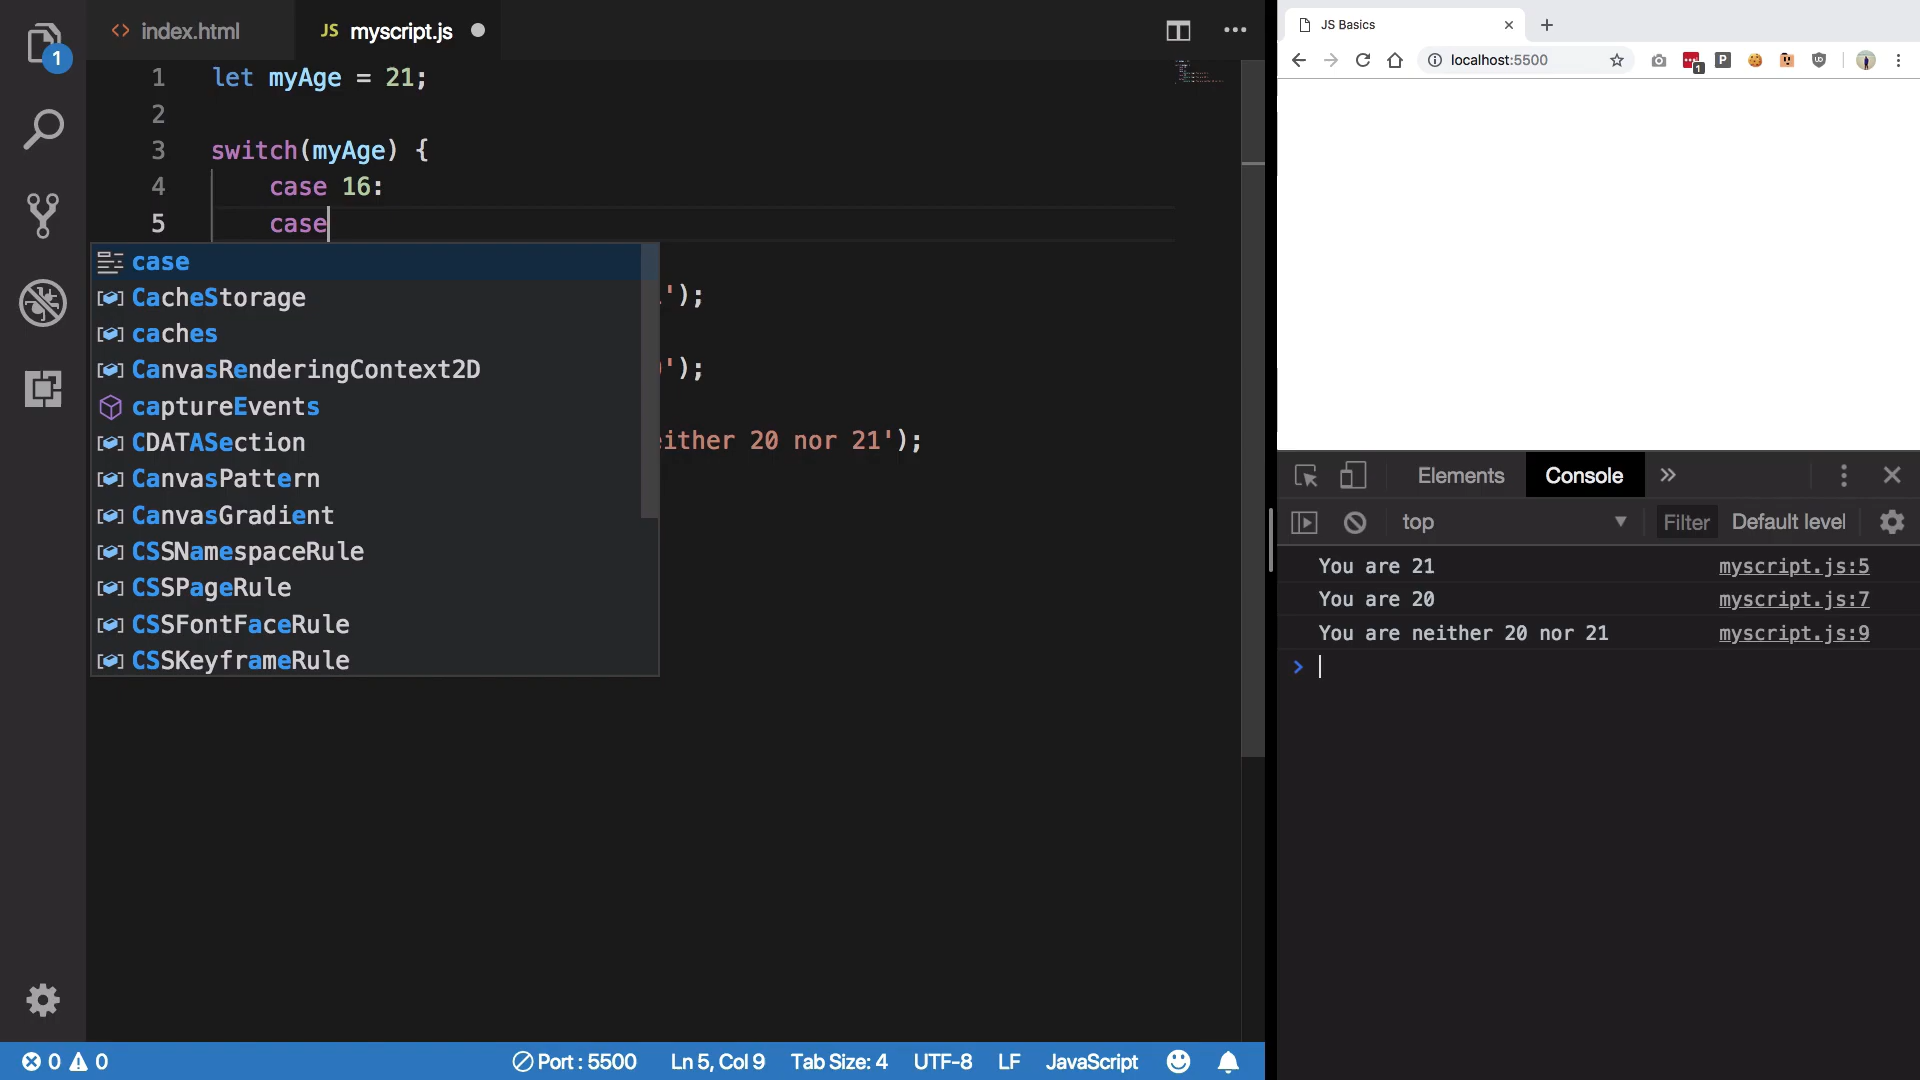 1
index.html
JS myscript.js
1 let myAge = 21;
2
3 switch(myAge) {
4 case 16:
5 case
case
CacheStorage
');
caches
CanvasRenderingContext2D
');
captureEvents
CDATASection
either 20 nor 21');
CanvasPattern
CanvasGradient
CSSNamespaceRule
CSSPageRule
CSSFontFaceRule
CSSKeyframeRule
0 0 Port : 5500 Ln 5, Col 9 Tab Size: 4 UTF-8 LF JavaScript
JS Basics
localhost:5500
1 P
Elements Console
top Filter Default level
You are 21 myscript.js:5
You are 20 myscript.js:7
You are neither 20 nor 21 myscript.js:9